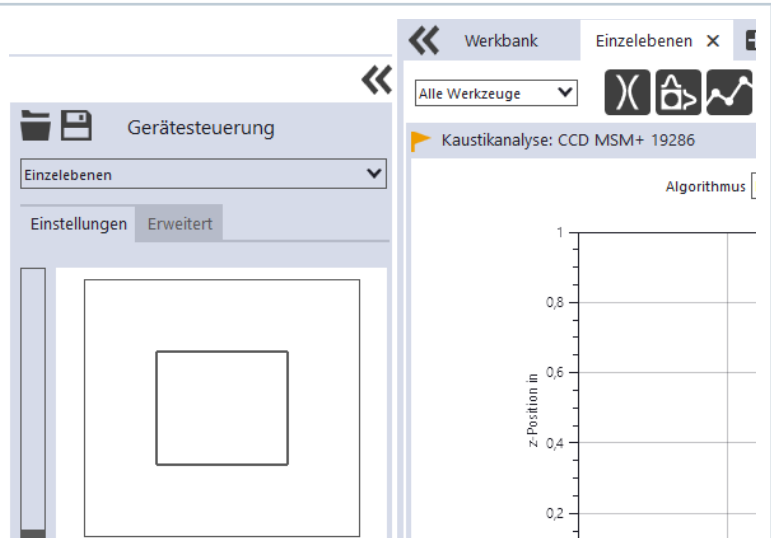 Werkbank Einzelebenen
Alle Werkzeuge
Gerätesteuerung
Kaustikanalyse: CCD MSM+ 19286
Einzelebenen
Algorithmus
Einstellungen Erweitert
1
0,8
0,6
0,4
0,2
z-Position in